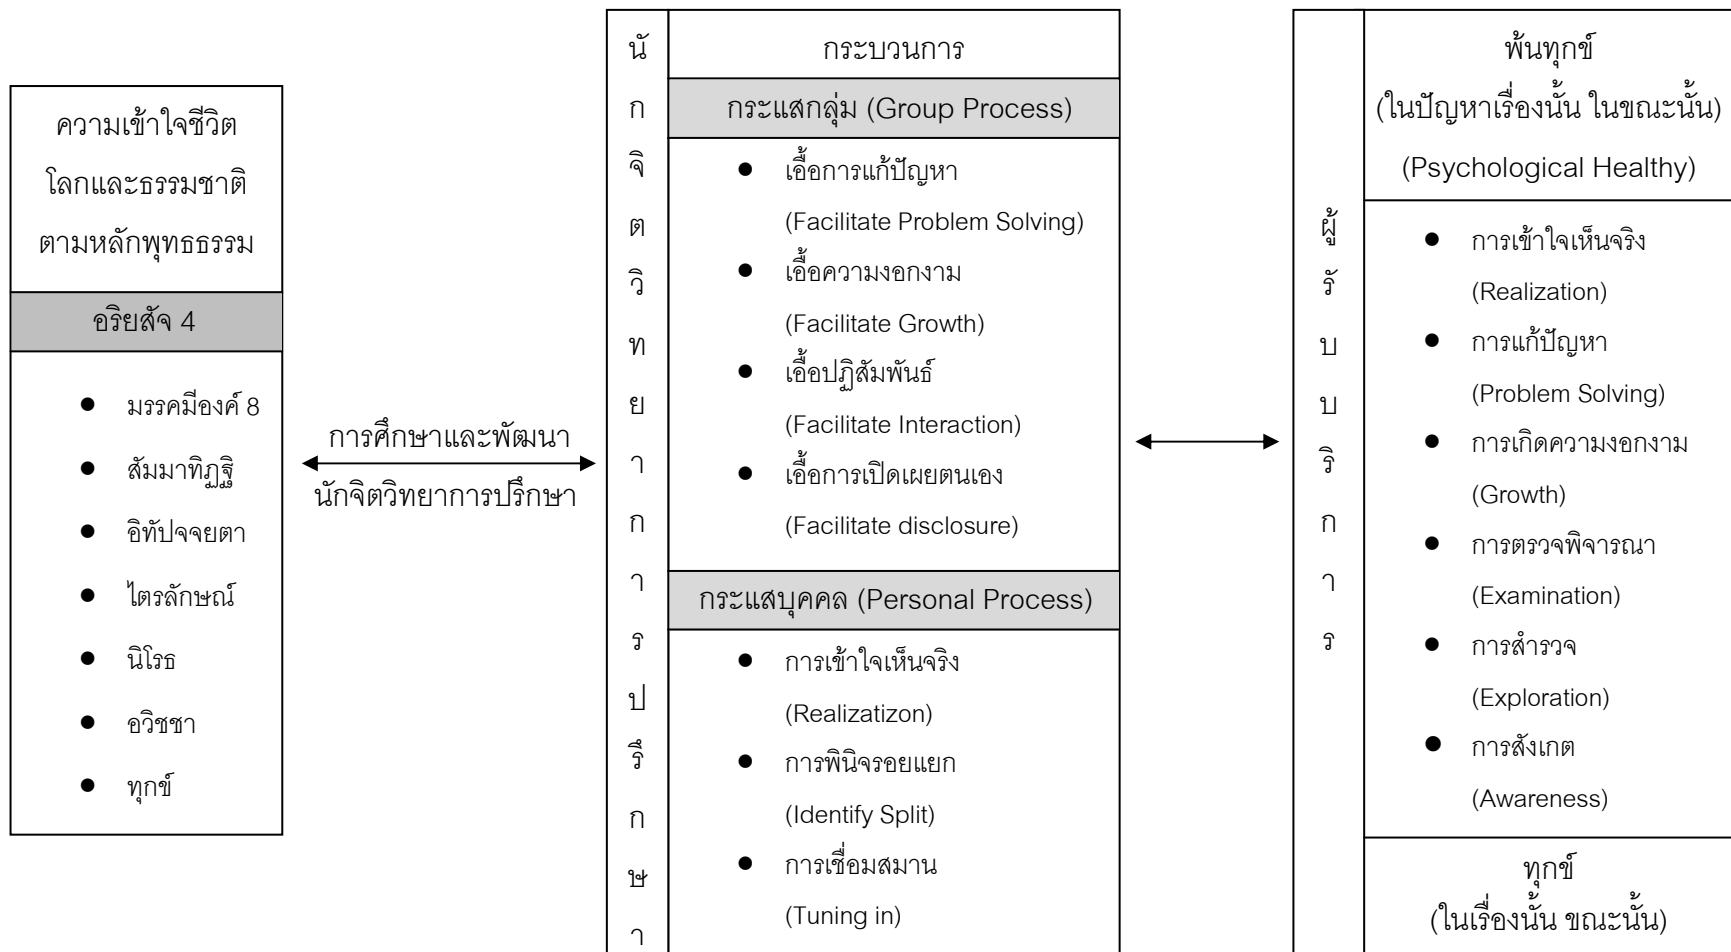 ความเข้าใจชีวิต
โลกและธรรมชาติ
ตามหลักพุทธธรรม
อริยสัจ 4
● มรรคมีองค์ 8
● สัมมาทิฏฐิ
● อิทัปจจยตา
● ไตรลักษณ์
● นิโรธ
● อวิชชา
● ทุกข์
การศึกษาและพัฒนา
นักจิตวิทยาการปรึกษา
นักจิตวิทยาการปรึกษา
กระบวนการ
กระแสกลุ่ม (Group Process)
● เอื้อการแก้ปัญหา
(Facilitate Problem Solving)
● เอื้อความงอกงาม
(Facilitate Growth)
● เอื้อปฏิสัมพันธ์
(Facilitate Interaction)
● เอื้อการเปิดเผยตนเอง
(Facilitate disclosure)
กระแสบุคคล (Personal Process)
● การเข้าใจเห็นจริง
(Realizatizon)
● การพินิจรอยแยก
(Identify Split)
● การเชื่อมสมาน
(Tuning in)
ผู้รับบริการ
พ้นทุกข์
(ในปัญหาเรื่องนั้น ในขณะนั้น)
(Psychological Healthy)
● การเข้าใจเห็นจริง
(Realization)
● การแก้ปัญหา
(Problem Solving)
● การเกิดความงอกงาม
(Growth)
● การตรวจพิจารณา
(Examination)
● การสำรวจ
(Exploration)
● การสังเกต
(Awareness)
ทุกข์
(ในเรื่องนั้น ขณะนั้น)